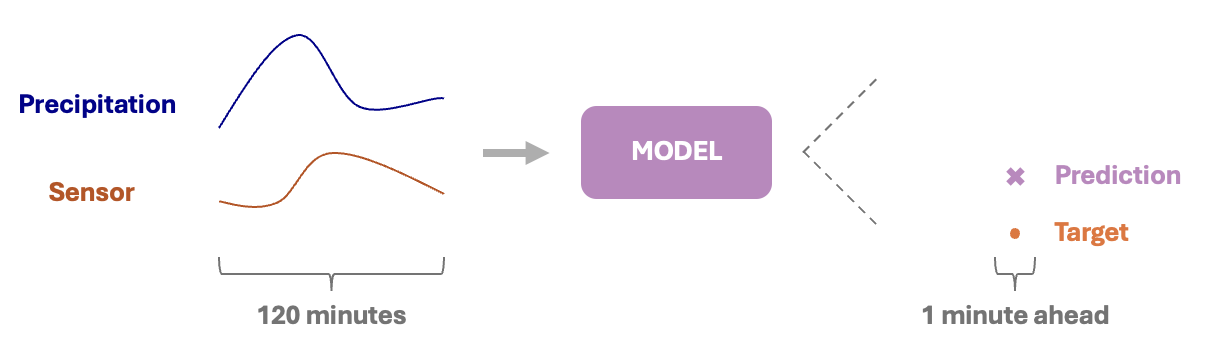 Precipitation
Sensor
120 minutes
MODEL
Prediction
Target
1 minute ahead